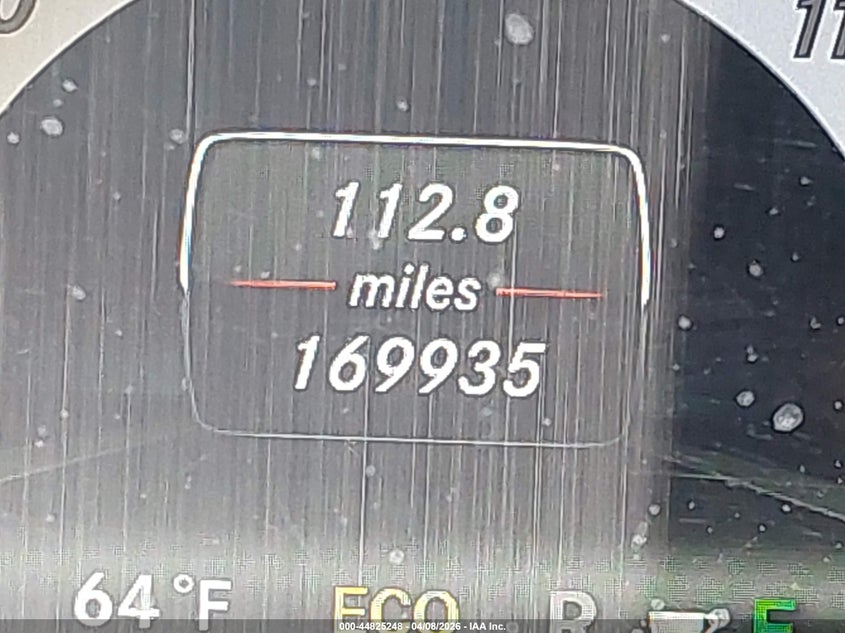 112.8
miles
169935
64°F ECO R E
000-44825248 - 04/08/2026 - IAA Inc.